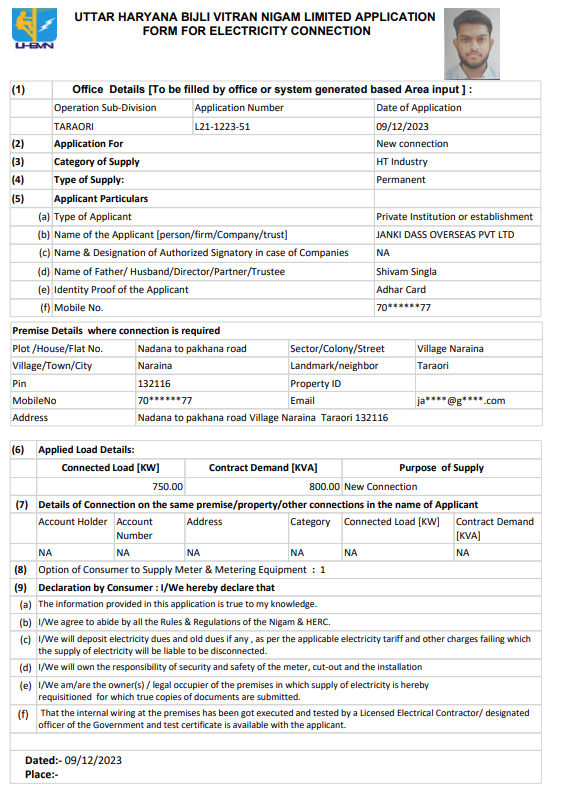 UHBVN
UTTAR HARYANA BIJLI VITRAN NIGAM LIMITED APPLICATION
FORM FOR ELECTRICITY CONNECTION
(1) Office Details [To be filled by office or system generated based Area input ] :
Operation Sub-Division Application Number Date of Application
TARAORI L21-1223-51 09/12/2023
(2) Application For New connection
(3) Category of Supply HT Industry
(4) Type of Supply: Permanent
(5) Applicant Particulars
(a) Type of Applicant Private Institution or establishment
(b) Name of the Applicant [person/firm/Company/trust] JANKI DASS OVERSEAS PVT LTD
(c) Name & Designation of Authorized Signatory in case of Companies NA
(d) Name of Father/ Husband/Director/Partner/Trustee Shivam Singla
(e) Identity Proof of the Applicant Adhar Card
(f) Mobile No. 70******77
Premise Details where connection is required
Plot /House/Flat No. Nadana to pakhana road Sector/Colony/Street Village Naraina
Village/Town/City Naraina Landmark/neighbor Taraori
Pin 132116 Property ID
MobileNo 70******77 Email ja****@g****.com
Address Nadana to pakhana road Village Naraina Taraori 132116
(6) Applied Load Details:
Connected Load [KW] Contract Demand [KVA] Purpose of Supply
750.00 800.00 New Connection
(7) Details of Connection on the same premise/property/other connections in the name of Applicant
Account Holder Account Number Address Category Connected Load [KW] Contract Demand [KVA]
NA NA NA NA NA NA
(8) Option of Consumer to Supply Meter & Metering Equipment : 1
(9) Declaration by Consumer : I/We hereby declare that
(a) The information provided in this application is true to my knowledge.
(b) I/We agree to abide by all the Rules & Regulations of the Nigam & HERC.
(c) I/We will deposit electricity dues and old dues if any , as per the applicable electricity tariff and other charges failing which
the supply of electricity will be liable to be disconnected.
(d) I/We will own the responsibility of security and safety of the meter, cut-out and the installation
(e) I/We am/are the owner(s) / legal occupier of the premises in which supply of electricity is hereby
requisitioned for which true copies of documents are submitted.
(f) That the internal wiring at the premises has been got executed and tested by a Licensed Electrical Contractor/ designated
officer of the Government and test certificate is available with the applicant.
Dated:- 09/12/2023
Place:-